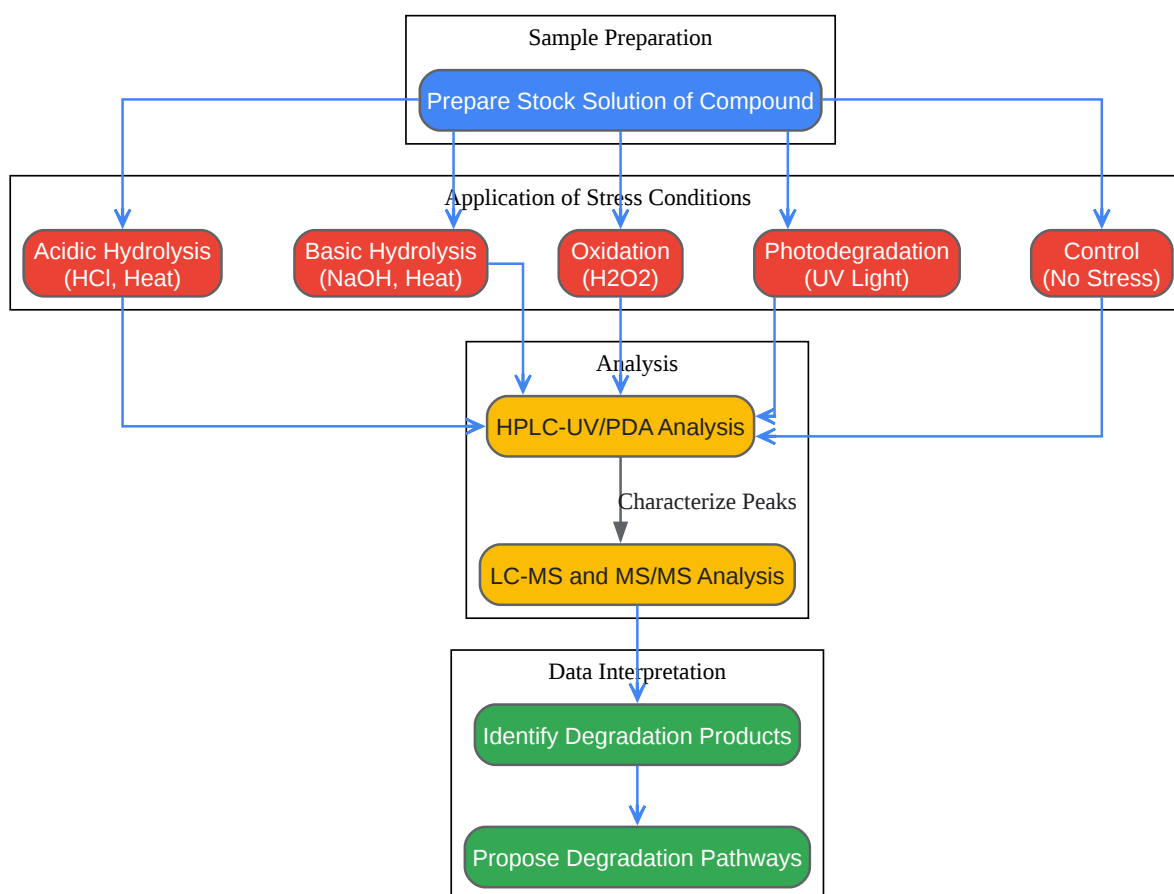 Sample Preparation
Prepare Stock Solution of Compound
Application of Stress Conditions
Acidic Hydrolysis
(HCl, Heat)
Basic Hydrolysis
(NaOH, Heat)
Oxidation
(H2O2)
Photodegradation
(UV Light)
Control
(No Stress)
Analysis
HPLC-UV/PDA Analysis
Characterize Peaks
LC-MS and MS/MS Analysis
Data Interpretation
Identify Degradation Products
Propose Degradation Pathways